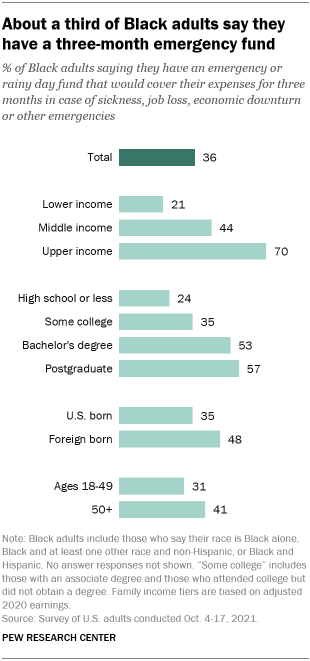 About a third of Black adults say they
have a three-month emergency fund
% of Black adults saying they have an emergency or
rainy day fund that would cover their expenses for three
months in case of sickness, job loss, economic downturn
or other emergencies
Total 36
Lower income 21
Middle income 44
Upper income 70
High school or less 24
Some college 35
Bachelor's degree 53
Postgraduate 57
U.S. born 35
Foreign born 48
Ages 18-49 31
50+ 41
Note: Black adults include those who say their race is Black alone,
Black and at least one other race and non-Hispanic, or Black and
Hispanic. No answer responses not shown. “Some college” includes
those with an associate degree and those who attended college but
did not obtain a degree. Family income tiers are based on adjusted
2020 earnings.
Source: Survey of U.S. adults conducted Oct. 4-17, 2021.
PEW RESEARCH CENTER